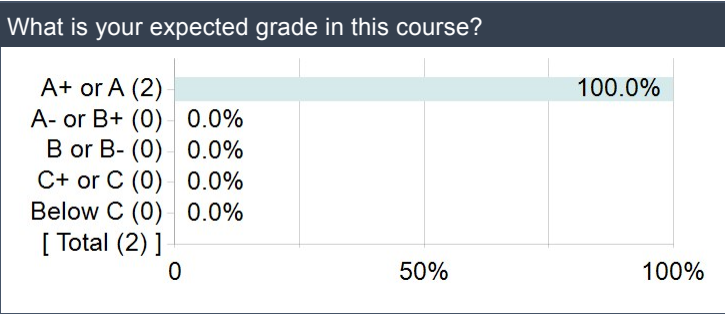 What is your expected grade in this course?
A+ or A (2) 100.0%
A- or B+ (0) 0.0%
B or B- (0) 0.0%
C+ or C (0) 0.0%
Below C (0) 0.0%
[ Total (2) ]
0 50% 100%